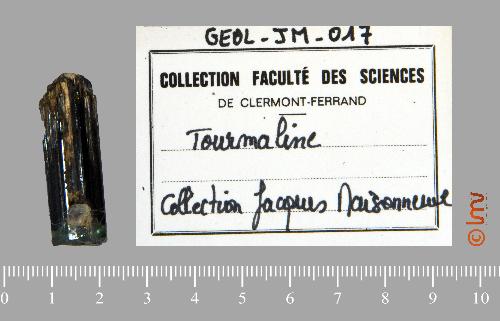 GEOL-JM-017
COLLECTION FACULTÉ DES SCIENCES
DE CLERMONT-FERRAND
Tourmaline
Collection Jacques Maisonneuve
© lmv
0 1 2 3 4 5 6 7 8 9 10